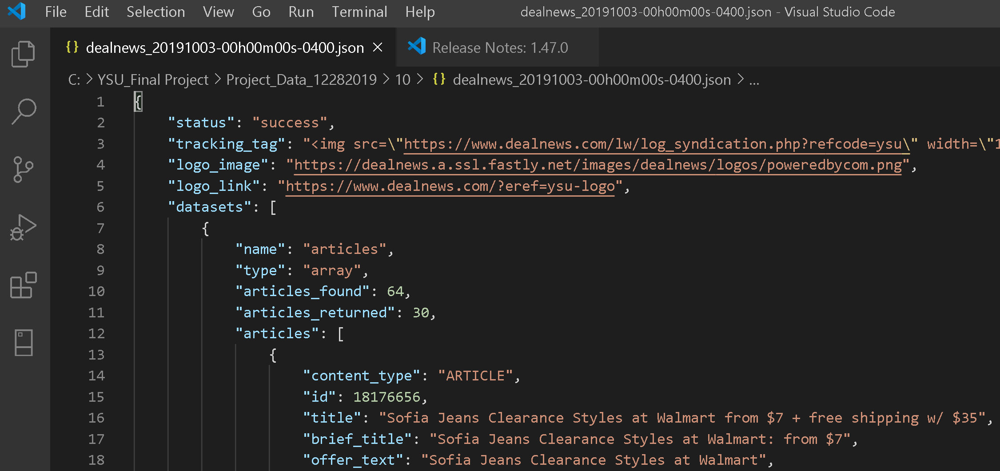 File Edit Selection View Go Run Terminal Help dealnews_20191003-00h00m00s-0400.json - Visual Studio Code
{} dealnews_20191003-00h00m00s-0400.json × Release Notes: 1.47.0
C: > YSU_Final Project > Project_Data_12282019 > 10 > {} dealnews_20191003-00h00m00s-0400.json > ...
1 {
2 "status": "success",
3 "tracking_tag": "<img src=\"https://www.dealnews.com/lw/log_syndication.php?refcode=ysu\" width=\"1
4 "logo_image": "https://dealnews.a.ssl.fastly.net/images/dealnews/logos/poweredbycom.png",
5 "logo_link": "https://www.dealnews.com/?eref=ysu-logo",
6 "datasets": [
7 {
8 "name": "articles",
9 "type": "array",
10 "articles_found": 64,
11 "articles_returned": 30,
12 "articles": [
13 {
14 "content_type": "ARTICLE",
15 "id": 18176656,
16 "title": "Sofia Jeans Clearance Styles at Walmart from $7 + free shipping w/ $35",
17 "brief_title": "Sofia Jeans Clearance Styles at Walmart: from $7",
18 "offer_text": "Sofia Jeans Clearance Styles at Walmart",